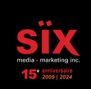 sïx
media + marketing inc.
15e anniversaire
2009 | 2024